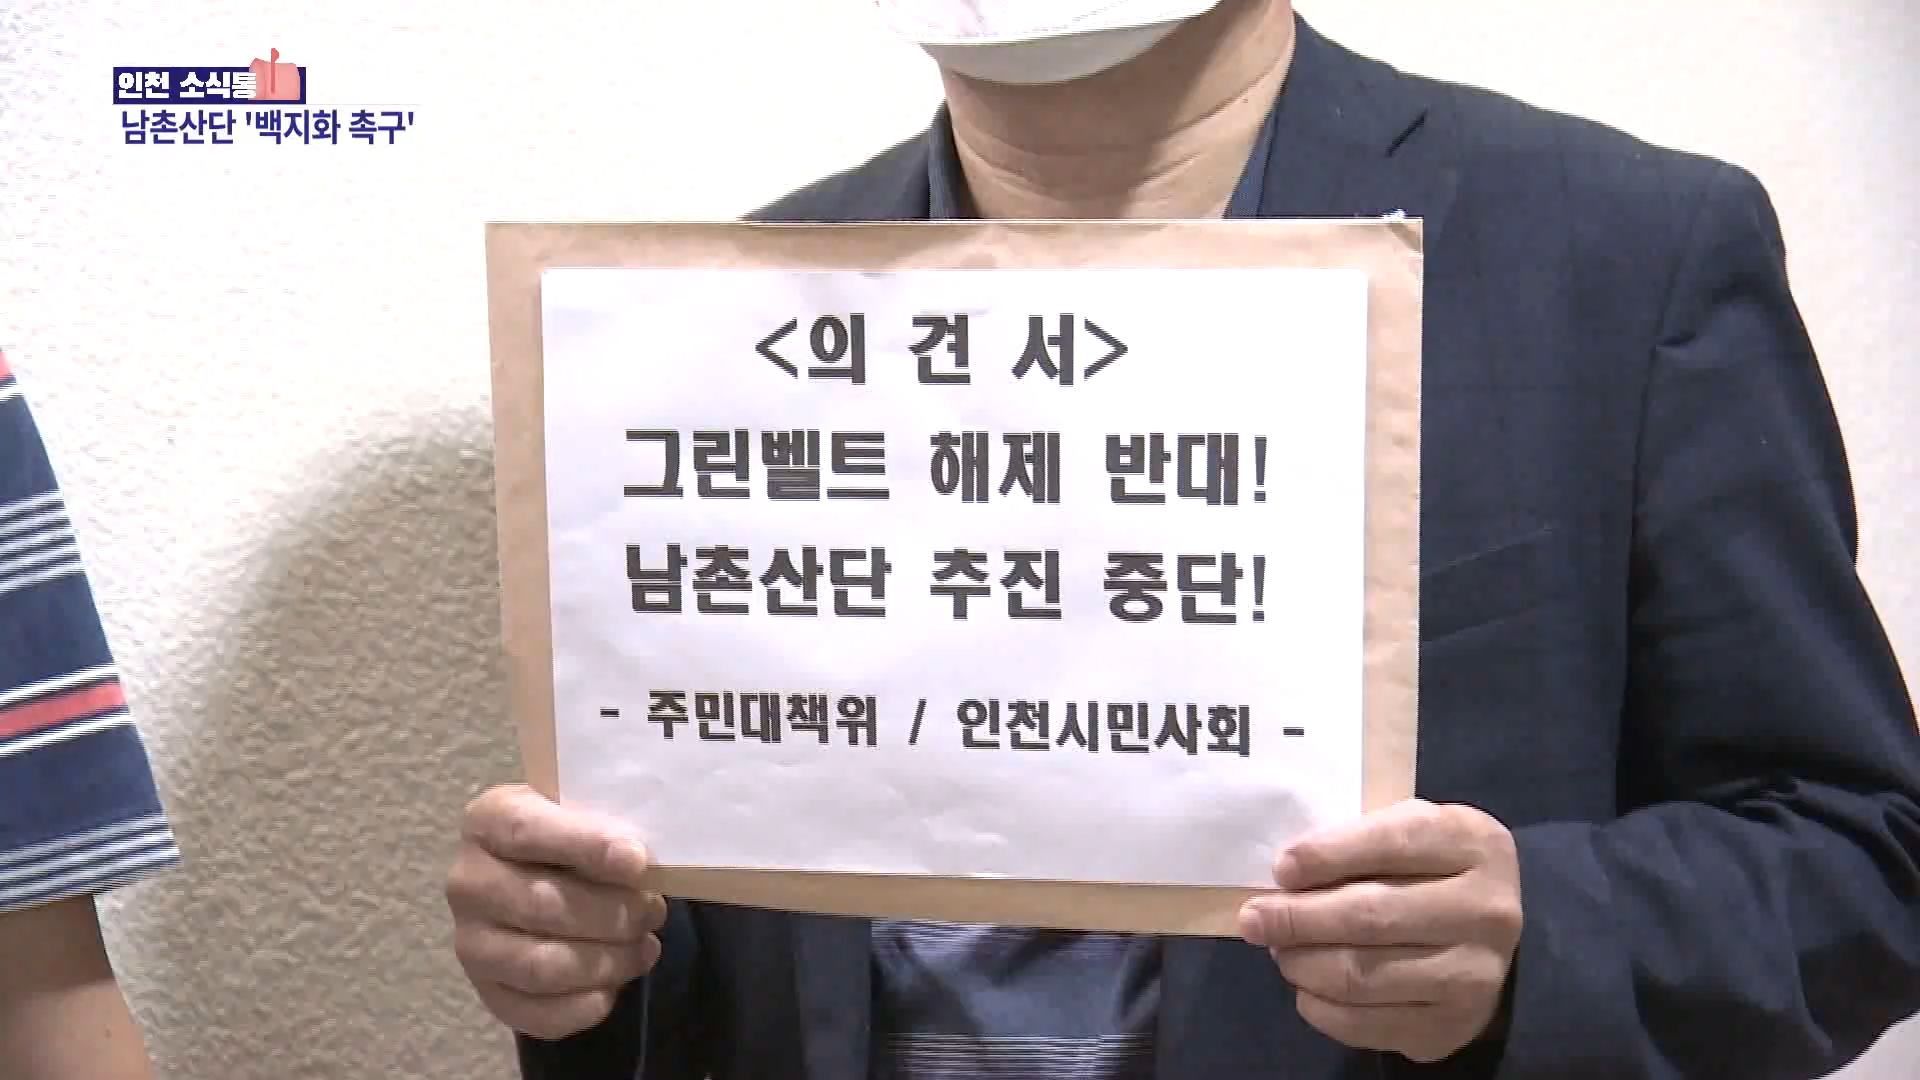 인천 소식통
남촌산단 '백지화 촉구'
<의 견 서>
그린벨트 해제 반대!
남촌산단 추진 중단!
- 주민대책위 / 인천시민사회 -